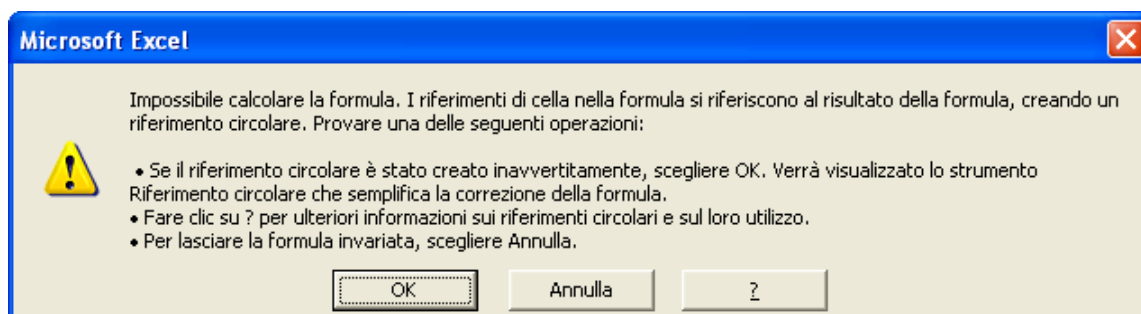 Microsoft Excel
Impossibile calcolare la formula. I riferimenti di cella nella formula si riferiscono al risultato della formula, creando un
riferimento circolare. Provare una delle seguenti operazioni:
• Se il riferimento circolare è stato creato inavvertitamente, scegliere OK. Verrà visualizzato lo strumento
Riferimento circolare che semplifica la correzione della formula.
• Fare clic su ? per ulteriori informazioni sui riferimenti circolari e sul loro utilizzo.
• Per lasciare la formula invariata, scegliere Annulla.
OK Annulla ?